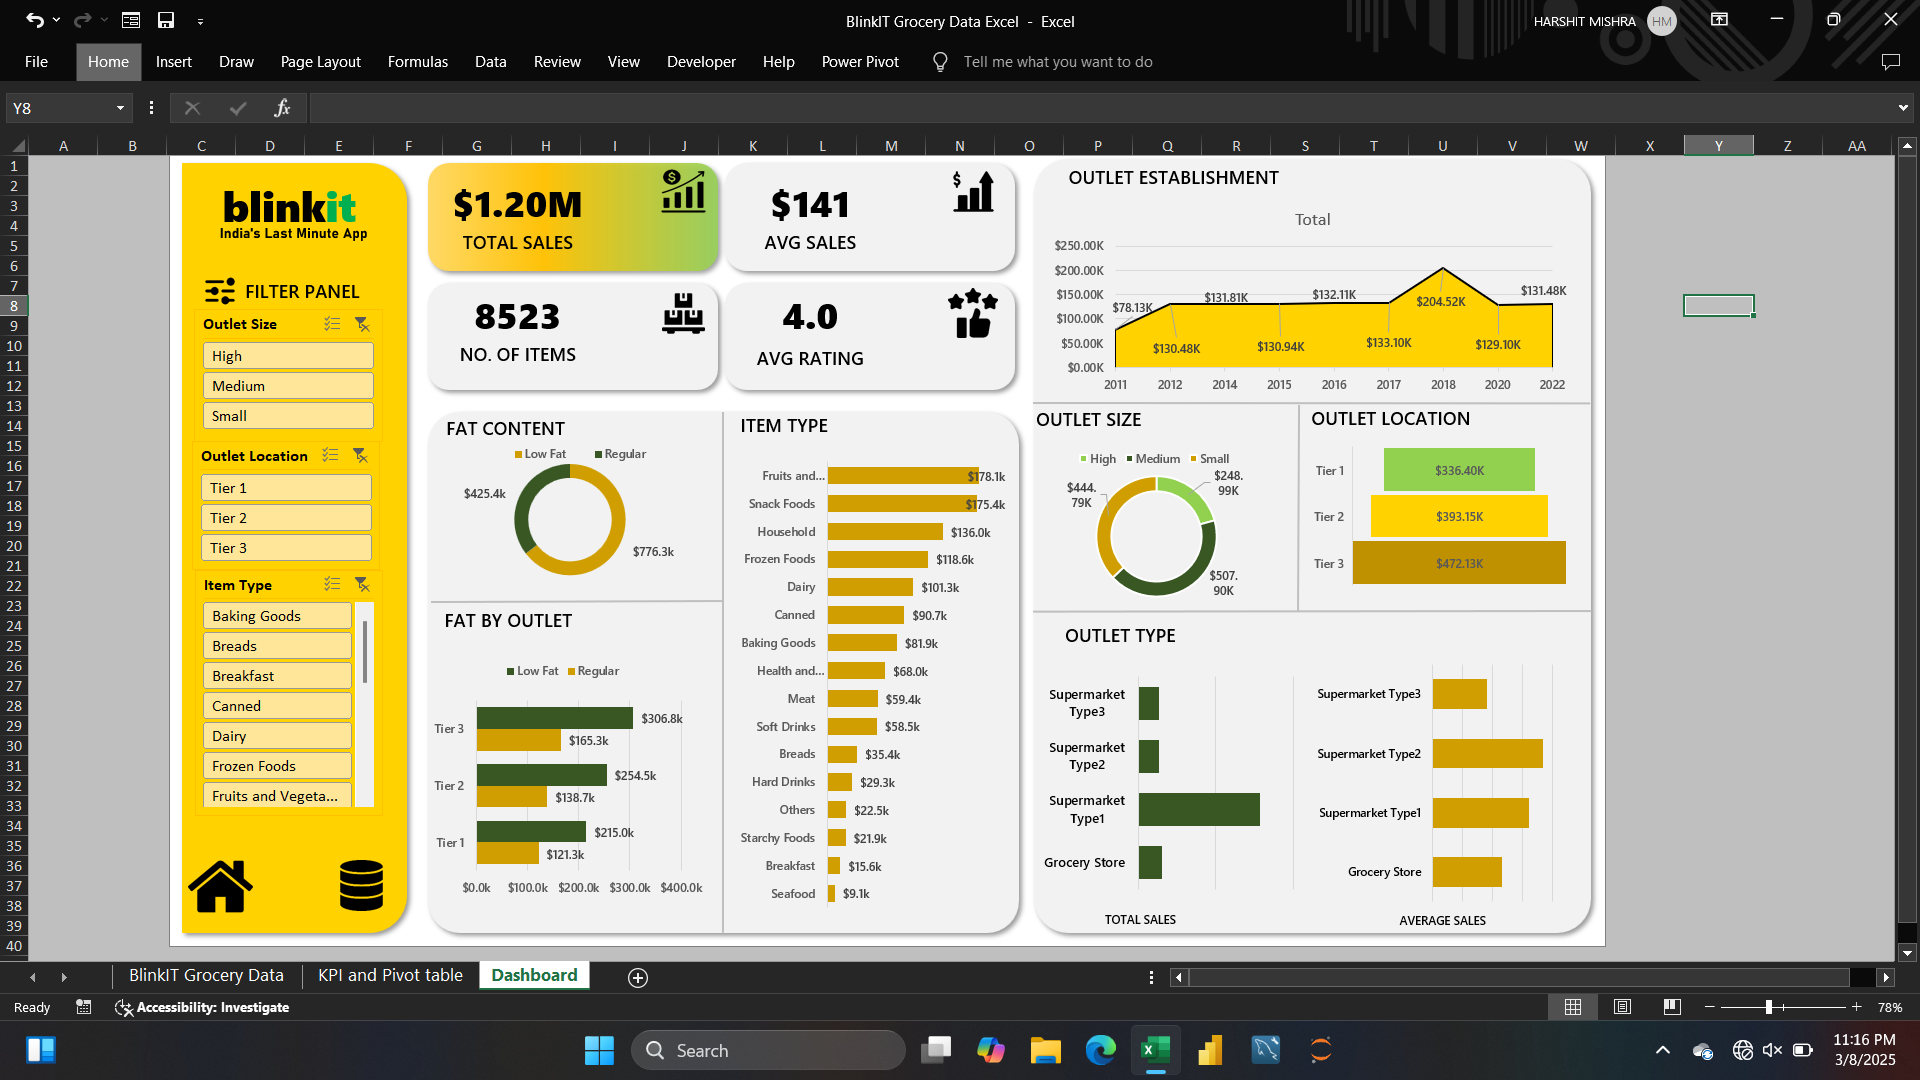 BlinkIT Grocery Data Excel - Excel
HARSHIT MISHRA
HM
File
Home
Insert
Draw
Page Layout
Formulas
Data
Review
View
Developer
Help
Power Pivot
Tell me what you want to do
Y8
fx
A B C D E F G H I J K L M N O P Q R S T U V W X Y Z AA
1
2
3
4
5
6
7
8
9
10
11
12
13
14
15
16
17
18
19
20
21
22
23
24
25
26
27
28
29
30
31
32
33
34
35
36
37
38
39
40
blinkit
India's Last Minute App
FILTER PANEL
Outlet Size
High
Medium
Small
Outlet Location
Tier 1
Tier 2
Tier 3
Item Type
Baking Goods
Breads
Breakfast
Canned
Dairy
Frozen Foods
Fruits and Vegeta...
$1.20M
TOTAL SALES
$
$141
AVG SALES
$
8523
NO. OF ITEMS
4.0
AVG RATING
FAT CONTENT
Low Fat
Regular
$425.4k
$776.3k
FAT BY OUTLET
Low Fat
Regular
Tier 3
$306.8k
$165.3k
Tier 2
$254.5k
$138.7k
Tier 1
$215.0k
$121.3k
$0.0k $100.0k $200.0k $300.0k $400.0k
ITEM TYPE
Fruits and... $178.1k
Snack Foods $175.4k
Household $136.0k
Frozen Foods $118.6k
Dairy $101.3k
Canned $90.7k
Baking Goods $81.9k
Health and... $68.0k
Meat $59.4k
Soft Drinks $58.5k
Breads $35.4k
Hard Drinks $29.3k
Others $22.5k
Starchy Foods $21.9k
Breakfast $15.6k
Seafood $9.1k
OUTLET ESTABLISHMENT
Total
$250.00K
$200.00K
$150.00K
$100.00K
$50.00K
$0.00K
$78.13K
$130.48K
$131.81K
$130.94K
$132.11K
$133.10K
$204.52K
$129.10K
$131.48K
2011 2012 2014 2015 2016 2017 2018 2020 2022
OUTLET SIZE
High
Medium
Small
$444.
79K
$248.
99K
$507.
90K
OUTLET LOCATION
Tier 1 $336.40K
Tier 2 $393.15K
Tier 3 $472.13K
OUTLET TYPE
Supermarket
Type3
Supermarket
Type2
Supermarket
Type1
Grocery Store
TOTAL SALES
Supermarket Type3
Supermarket Type2
Supermarket Type1
Grocery Store
AVERAGE SALES
BlinkIT Grocery Data
KPI and Pivot table
Dashboard
Ready
Accessibility: Investigate
78%
Search
11:16 PM
3/8/2025